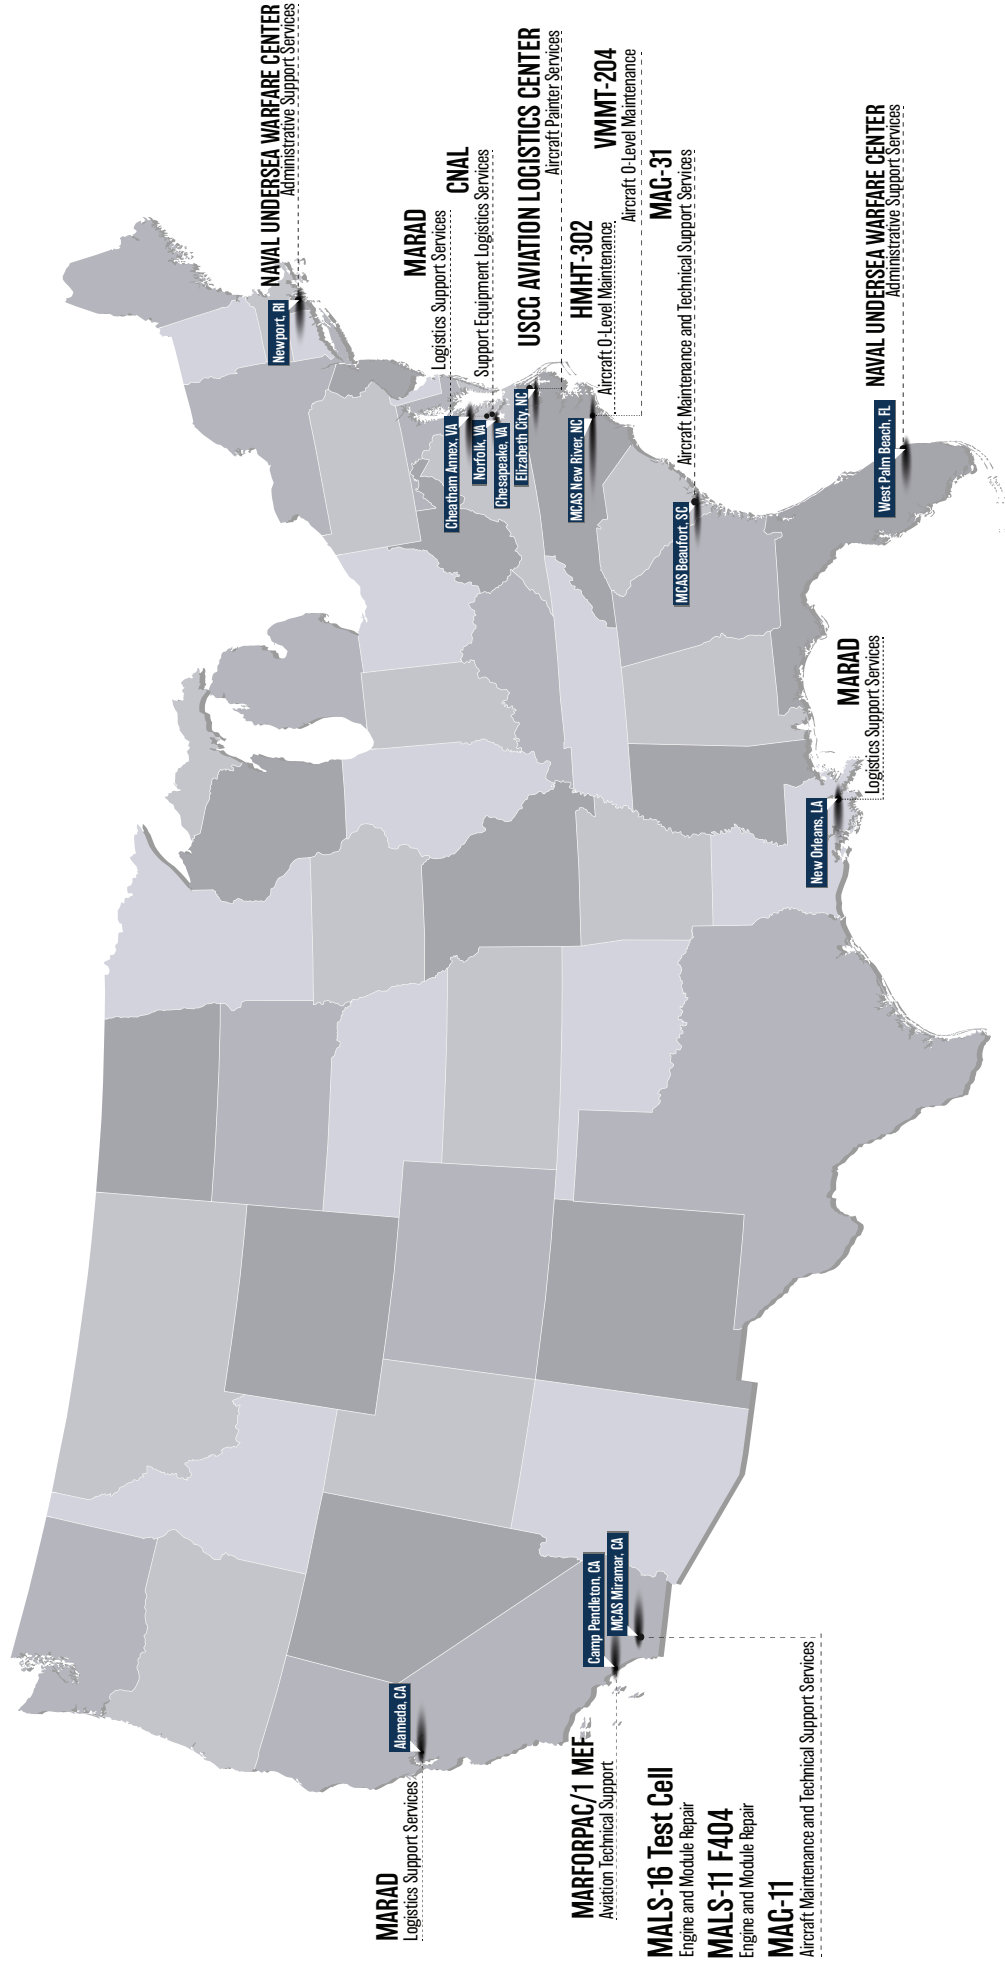 NAVAL UNDERSEA WARFARE CENTER
Administrative Support Services
Newport, RI
MARAD
Logistics Support Services
Cheatham Annex, VA
CNAL
Support Equipment Logistics Services
Norfolk, VA
Chesapeake, VA
USCG AVIATION LOGISTICS CENTER
Aircraft Painter Services
Elizabeth City, NC
HMHT-302
Aircraft O-Level Maintenance
VMMT-204
Aircraft O-Level Maintenance
MCAS New River, NC
MAG-31
Aircraft Maintenance and Technical Support Services
MCAS Beaufort, SC
NAVAL UNDERSEA WARFARE CENTER
Administrative Support Services
West Palm Beach, FL
MARAD
Logistics Support Services
New Orleans, LA
Camp Pendleton, CA
MCAS Miramar, CA
Alameda, CA
MARAD
Logistics Support Services
MARFORPAC/1 MEF
Aviation Technical Support
MALS-16 Test Cell
Engine and Module Repair
MALS-11 F404
Engine and Module Repair
MAG-11
Aircraft Maintenance and Technical Support Services